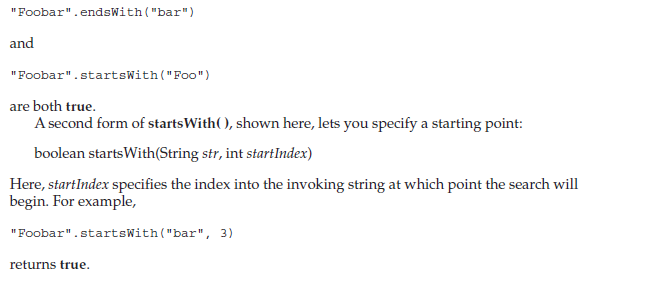 "Foobar".endsWith("bar")
and
"Foobar".startsWith("Foo")
are both true.
A second form of startsWith( ), shown here, lets you specify a starting point:
boolean startsWith(String str, int startIndex)
Here, startIndex specifies the index into the invoking string at which point the search will
begin. For example,
"Foobar".startsWith("bar", 3)
returns true.